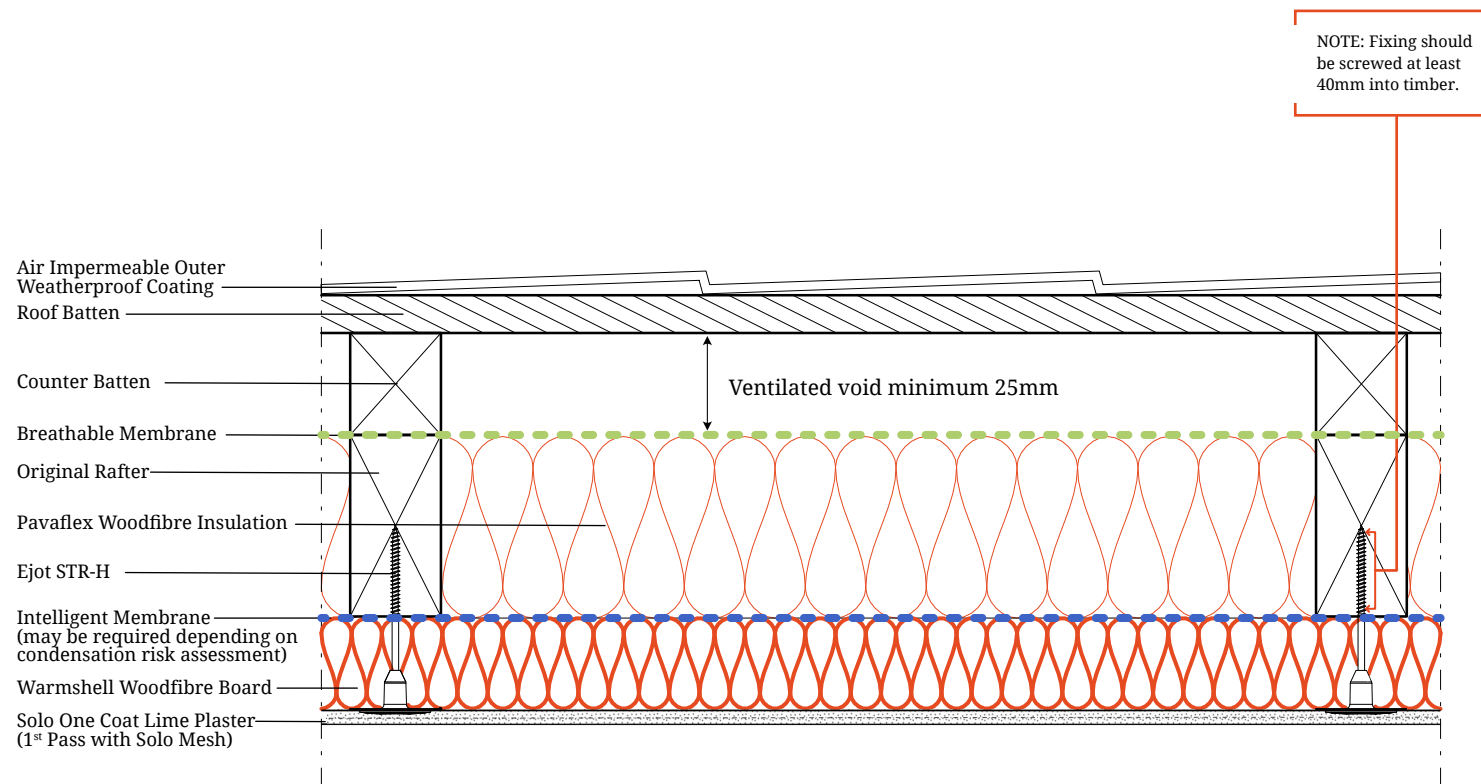 NOTE: Fixing should
be screwed at least
40mm into timber.
Air Impermeable Outer
Weatherproof Coating
Roof Batten
Counter Batten
Ventilated void minimum 25mm
Breathable Membrane
Original Rafter
Pavaflex Woodfibre Insulation
Ejot STR-H
Intelligent Membrane
(may be required depending on
condensation risk assessment)
Warmshell Woodfibre Board
Solo One Coat Lime Plaster
(1st Pass with Solo Mesh)